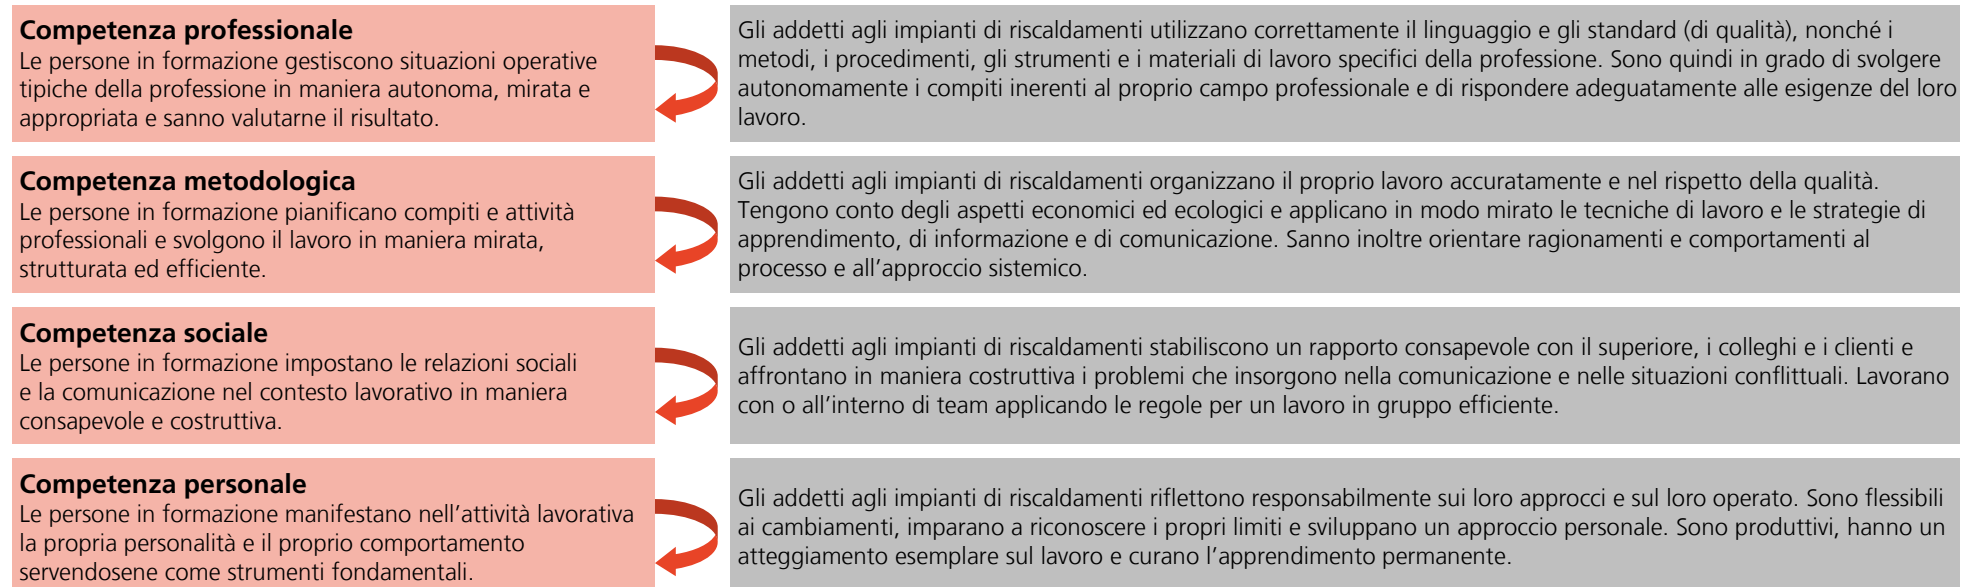 Competenza professionale
Le persone in formazione gestiscono situazioni operative
tipiche della professione in maniera autonoma, mirata e
appropriata e sanno valutarne il risultato.
Gli addetti agli impianti di riscaldamenti utilizzano correttamente il linguaggio e gli standard (di qualità), nonché i
metodi, i procedimenti, gli strumenti e i materiali di lavoro specifici della professione. Sono quindi in grado di svolgere
autonomamente i compiti inerenti al proprio campo professionale e di rispondere adeguatamente alle esigenze del loro
lavoro.
Competenza metodologica
Le persone in formazione pianificano compiti e attività
professionali e svolgono il lavoro in maniera mirata,
strutturata ed efficiente.
Gli addetti agli impianti di riscaldamenti organizzano il proprio lavoro accuratamente e nel rispetto della qualità.
Tengono conto degli aspetti economici ed ecologici e applicano in modo mirato le tecniche di lavoro e le strategie di
apprendimento, di informazione e di comunicazione. Sanno inoltre orientare ragionamenti e comportamenti al
processo e all’approccio sistemico.
Competenza sociale
Le persone in formazione impostano le relazioni sociali
e la comunicazione nel contesto lavorativo in maniera
consapevole e costruttiva.
Gli addetti agli impianti di riscaldamenti stabiliscono un rapporto consapevole con il superiore, i colleghi e i clienti e
affrontano in maniera costruttiva i problemi che insorgono nella comunicazione e nelle situazioni conflittuali. Lavorano
con o all’interno di team applicando le regole per un lavoro in gruppo efficiente.
Competenza personale
Le persone in formazione manifestano nell’attività lavorativa
la propria personalità e il proprio comportamento
servendosene come strumenti fondamentali.
Gli addetti agli impianti di riscaldamenti riflettono responsabilmente sui loro approcci e sul loro operato. Sono flessibili
ai cambiamenti, imparano a riconoscere i propri limiti e sviluppano un approccio personale. Sono produttivi, hanno un
atteggiamento esemplare sul lavoro e curano l’apprendimento permanente.